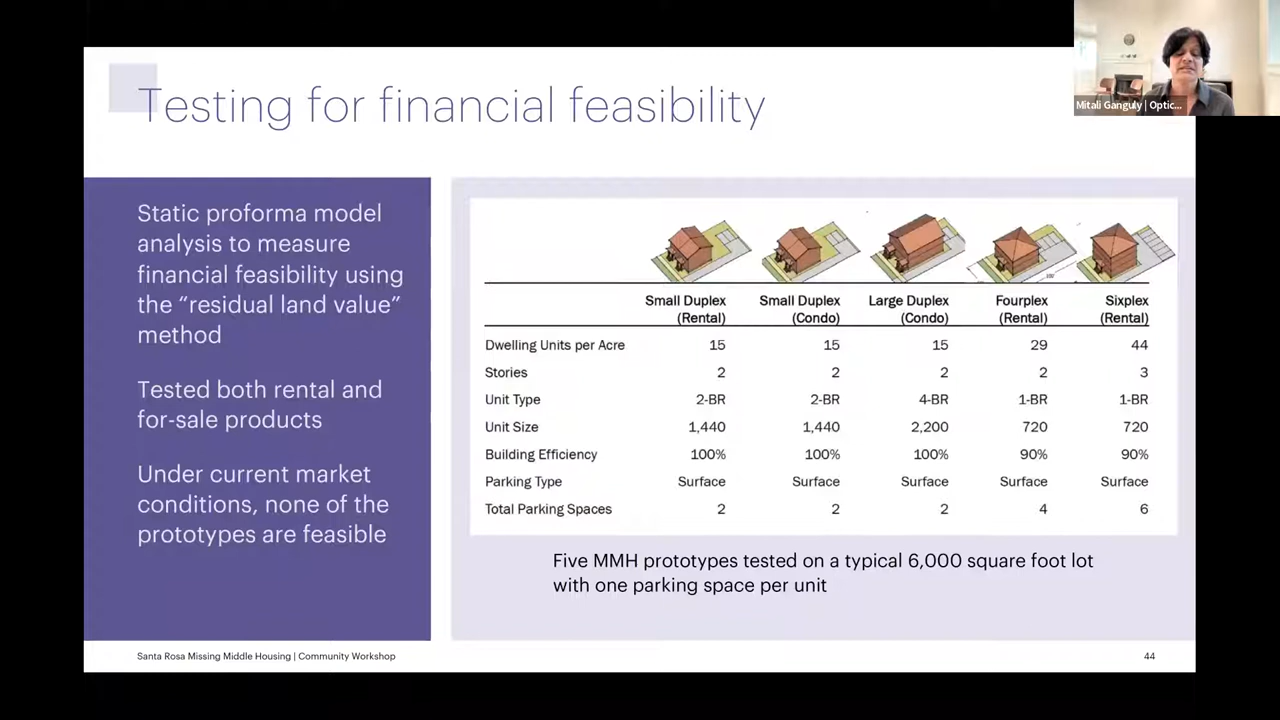 Mitali Ganguly | Optic...
Testing for financial feasibility
Static proforma model
analysis to measure
financial feasibility using
the “residual land value”
method
Tested both rental and
for-sale products
Under current market
conditions, none of the
prototypes are feasible
Small Duplex (Rental) Small Duplex (Condo) Large Duplex (Condo) Fourplex (Rental) Sixplex (Rental)
Dwelling Units per Acre 15 15 15 29 44
Stories 2 2 2 2 3
Unit Type 2-BR 2-BR 4-BR 1-BR 1-BR
Unit Size 1,440 1,440 2,200 720 720
Building Efficiency 100% 100% 100% 90% 90%
Parking Type Surface Surface Surface Surface Surface
Total Parking Spaces 2 2 2 4 6
Five MMH prototypes tested on a typical 6,000 square foot lot
with one parking space per unit
Santa Rosa Missing Middle Housing | Community Workshop
44